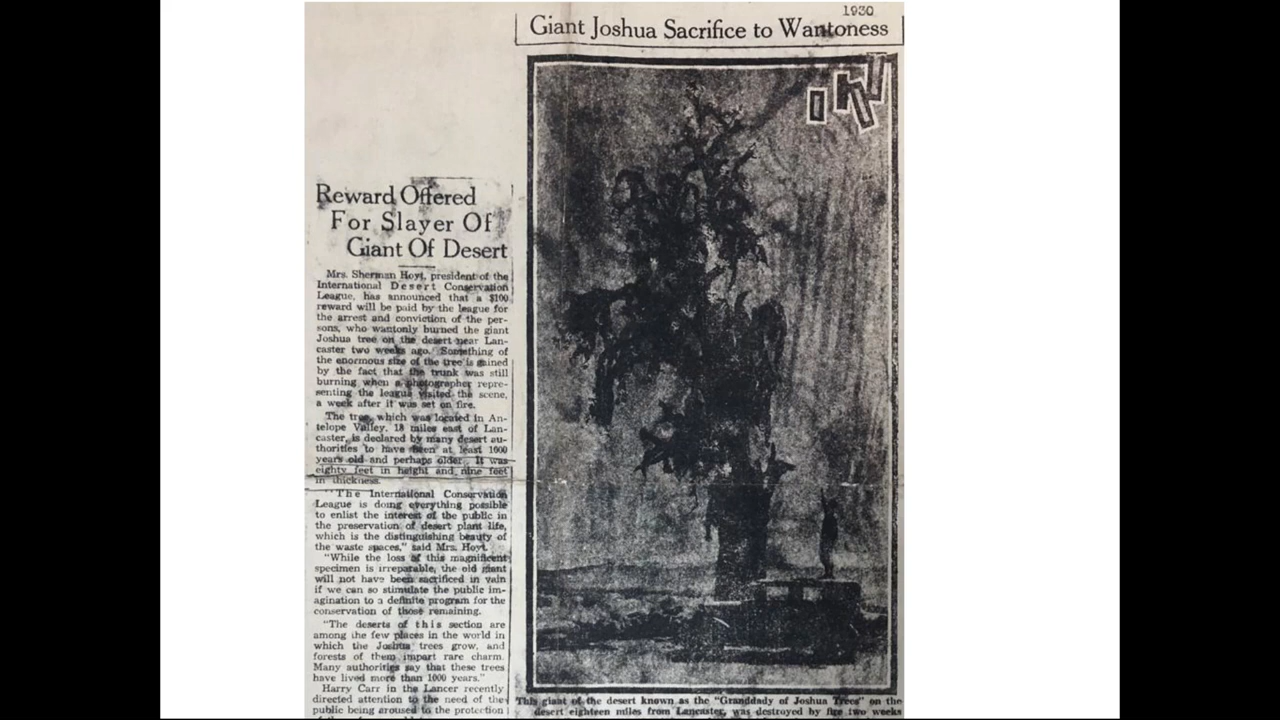 1930
Giant Joshua Sacrifice to Wantoness
Reward Offered
For Slayer Of
Giant Of Desert
Mrs. Sherman Hoyt, president of the
International Desert Conservation
League, has announced that a $100
reward will be paid by the league for
the arrest and conviction of the per-
sons, who wantonly burned the giant
Joshua tree on the desert near Lan-
caster two weeks ago. Something of
the enormous size of the tree is gained
by the fact that the trunk was still
burning when a photographer repre-
senting the league visited the scene,
a week after it was set on fire.
The tree, which was located in An-
telope Valley, 18 miles east of Lan-
caster, is declared by many desert au-
thorities to have been at least 1000
years old and perhaps older. It was
eighty feet in height and nine feet
in thickness.
"The International Conservation
League is doing everything possible
to enlist the interest of the public in
the preservation of desert plant life,
which is the distinguishing beauty of
the waste spaces," said Mrs. Hoyt.
"While the loss of this magnificent
specimen is irreparable, the old giant
will not have been sacrificed in vain
if we can so stimulate the public im-
agination to a definite program for the
conservation of those remaining.
"The deserts of this section are
among the few places in the world in
which the Joshua trees grow, and
forests of them impart rare charm.
Many authorities say that these trees
have lived more than 1000 years."
Harry Carr in the Lancer recently
directed attention to the need of the
public being aroused to the protection
This giant of the desert known as the "Granddady of Joshua Trees" on the
desert eighteen miles from Lancaster, was destroyed by fire two weeks